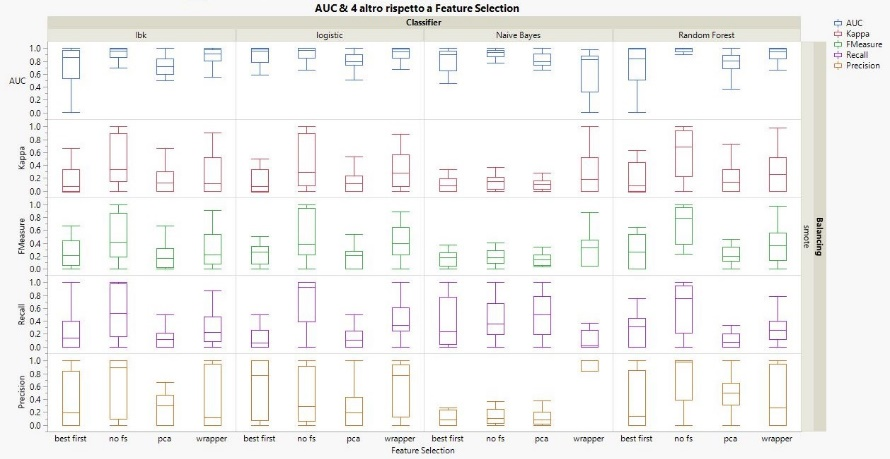 AUC & 4 altro rispetto a Feature Selection
Classifier
Ibk logistic Naive Bayes Random Forest
AUC
1.0
0.8
0.6
0.4
0.2
0.0
Kappa
1.0
0.8
0.6
0.4
0.2
0.0
FMeasure
1.0
0.8
0.6
0.4
0.2
0.0
Recall
1.0
0.8
0.6
0.4
0.2
0.0
Precision
1.0
0.8
0.6
0.4
0.2
0.0
best first no fs pca wrapper best first no fs pca wrapper best first no fs pca wrapper best first no fs pca wrapper
Feature Selection
smote
Balancing
AUC
Kappa
FMeasure
Recall
Precision